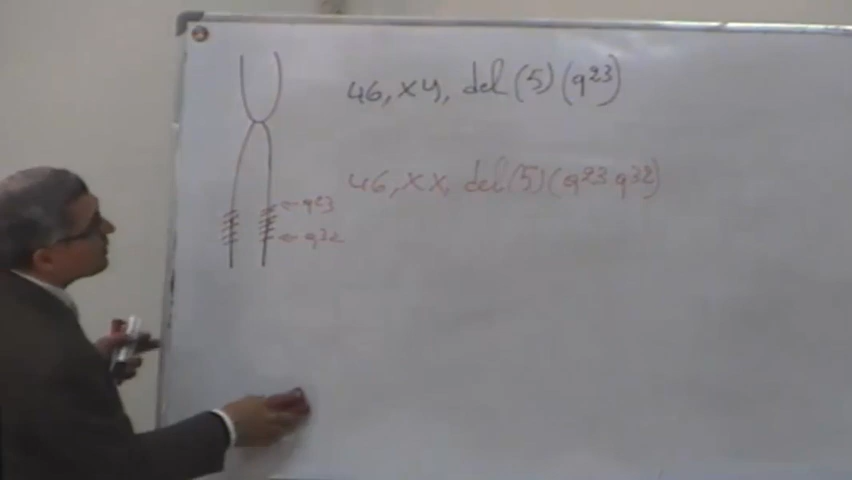 46, XY, del (5) (q23)
46, XX, del (5) (q23 q32)
← q23
← q32